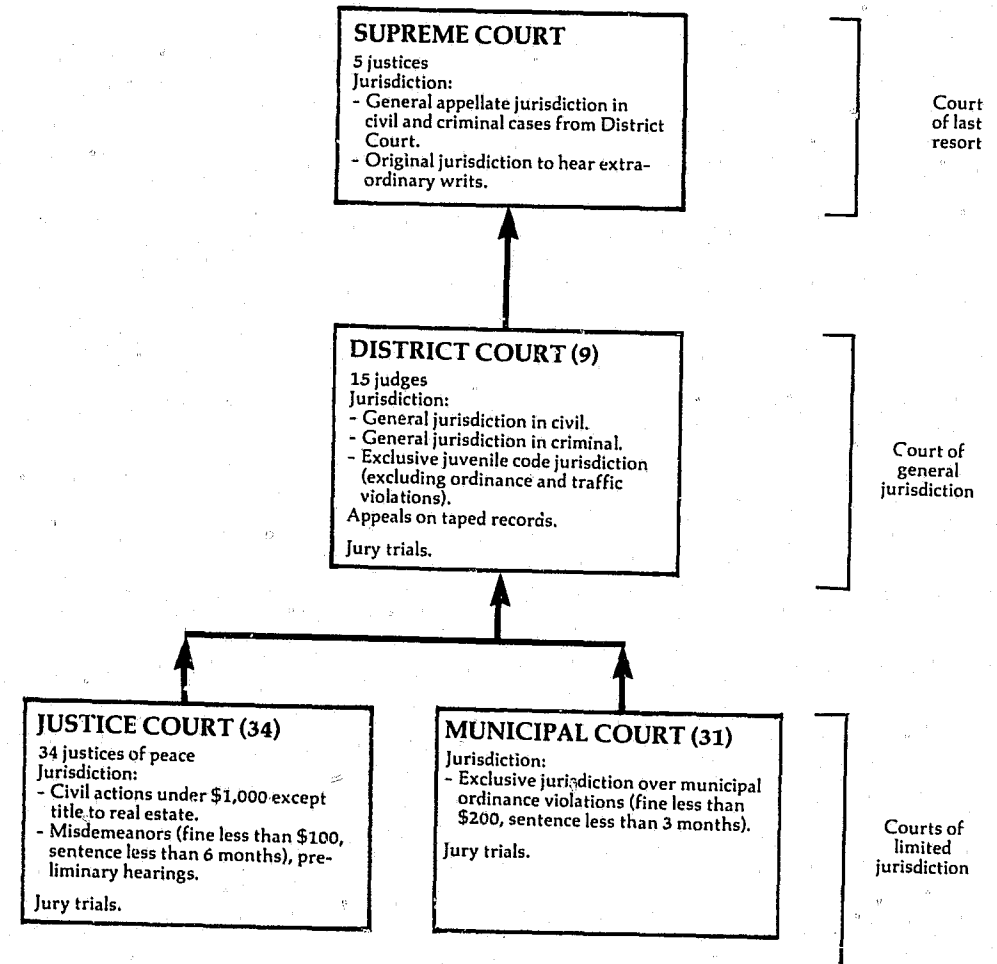 SUPREME COURT
5 justices
Jurisdiction:
- General appellate jurisdiction in
civil and criminal cases from District
Court.
- Original jurisdiction to hear extra-
ordinary writs.
Court
of last
resort
DISTRICT COURT (9)
15 judges
Jurisdiction:
- General jurisdiction in civil.
- General jurisdiction in criminal.
- Exclusive juvenile code jurisdiction
(excluding ordinance and traffic
violations).
Appeals on taped records.
Jury trials.
Court of
general
jurisdiction
JUSTICE COURT (34)
34 justices of peace
Jurisdiction:
- Civil actions under $1,000 except
title to real estate.
- Misdemeanors (fine less than $100,
sentence less than 6 months), pre-
liminary hearings.
Jury trials.
MUNICIPAL COURT (31)
Jurisdiction:
- Exclusive jurisdiction over municipal
ordinance violations (fine less than
$200, sentence less than 3 months).
Jury trials.
Courts of
limited
jurisdiction